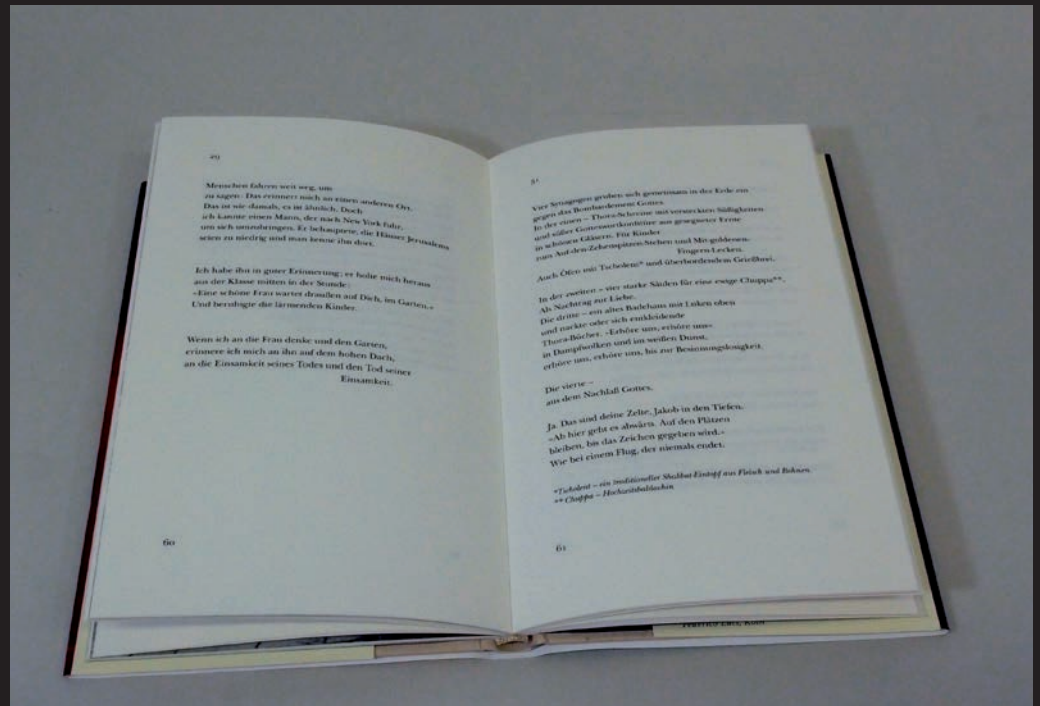 29
Menschen fahren weit weg, um
zu sagen: Das erinnert mich an einen anderen Ort.
Das ist wie damals, es ist ähnlich. Doch
ich kannte einen Mann, der nach New York fuhr,
um sich umzubringen. Er behauptete, die Häuser Jerusalems
seien zu niedrig und man kenne ihn dort.
Ich habe ihn in guter Erinnerung; er holte mich heraus
aus der Klasse mitten in der Stunde:
»Eine schöne Frau wartet draußen auf Dich, im Garten.«
Und beruhigte die lärmenden Kinder.
Wenn ich an die Frau denke und den Garten,
erinnere ich mich an ihn auf dem hohen Dach,
an die Einsamkeit seines Todes und den Tod seiner
Einsamkeit.
60
31
Vier Synagogen gruben sich gemeinsam in der Erde ein
gegen das Bombardement Gottes.
In der einen – Thora-Schreine mit versteckten Süßigkeiten
und süßer Gotteswortkonfitüre aus gesegneter Ernte
in schönen Gläsern. Für Kinder
zum Auf-den-Zehenspitzen-Stehen und Mit-goldenen-
Fingern-Lecken.
Auch Öfen mit Tscholent* und überbordendem Grießbrei.
In der zweiten – vier starke Säulen für eine ewige Chuppa**.
Als Nachtrag zur Liebe.
Die dritte – ein altes Badehaus mit Luken oben
und nackte oder sich entkleidende
Thora-Bücher. »Erhöre uns, erhöre uns«
in Dampfwolken und im weißen Dunst,
erhöre uns, erhöre uns, bis zur Besinnungslosigkeit.
Die vierte –
aus dem Nachlaß Gottes.
Ja. Das sind deine Zelte, Jakob in den Tiefen.
»Ab hier geht es abwärts. Auf den Plätzen
bleiben, bis das Zeichen gegeben wird.«
Wie bei einem Flug, der niemals endet.
*Tscholent – ein traditioneller Shabbat-Eintopf aus Fleisch und Bohnen.
** Chuppa – Hochzeitsbaldachin
61